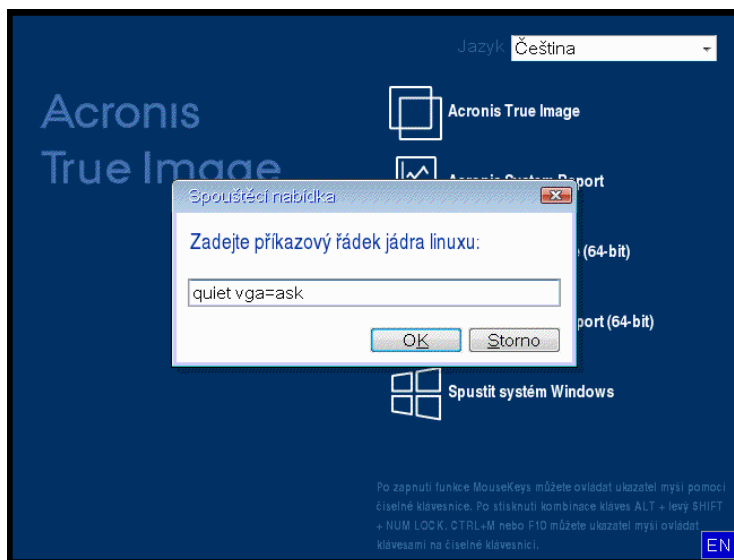 Jazyk Čeština
Acronis
True Image
Acronis True Image
Acronis System Report
Spouštěcí nabídka
Zadejte příkazový řádek jádra linuxu:
(64-bit)
quiet vga=ask
port (64-bit)
OK Storno
Spustit systém Windows
Po zapnutí funkce MouseKeys můžete ovládat ukazatel myši pomocí
číselné klávesnice. Po stisknutí kombinace kláves ALT + levý SHIFT
+ NUM LOCK. CTRL+M nebo F10 můžete ukazatel myši ovládat
klávesami na číselné klávesnici.
EN